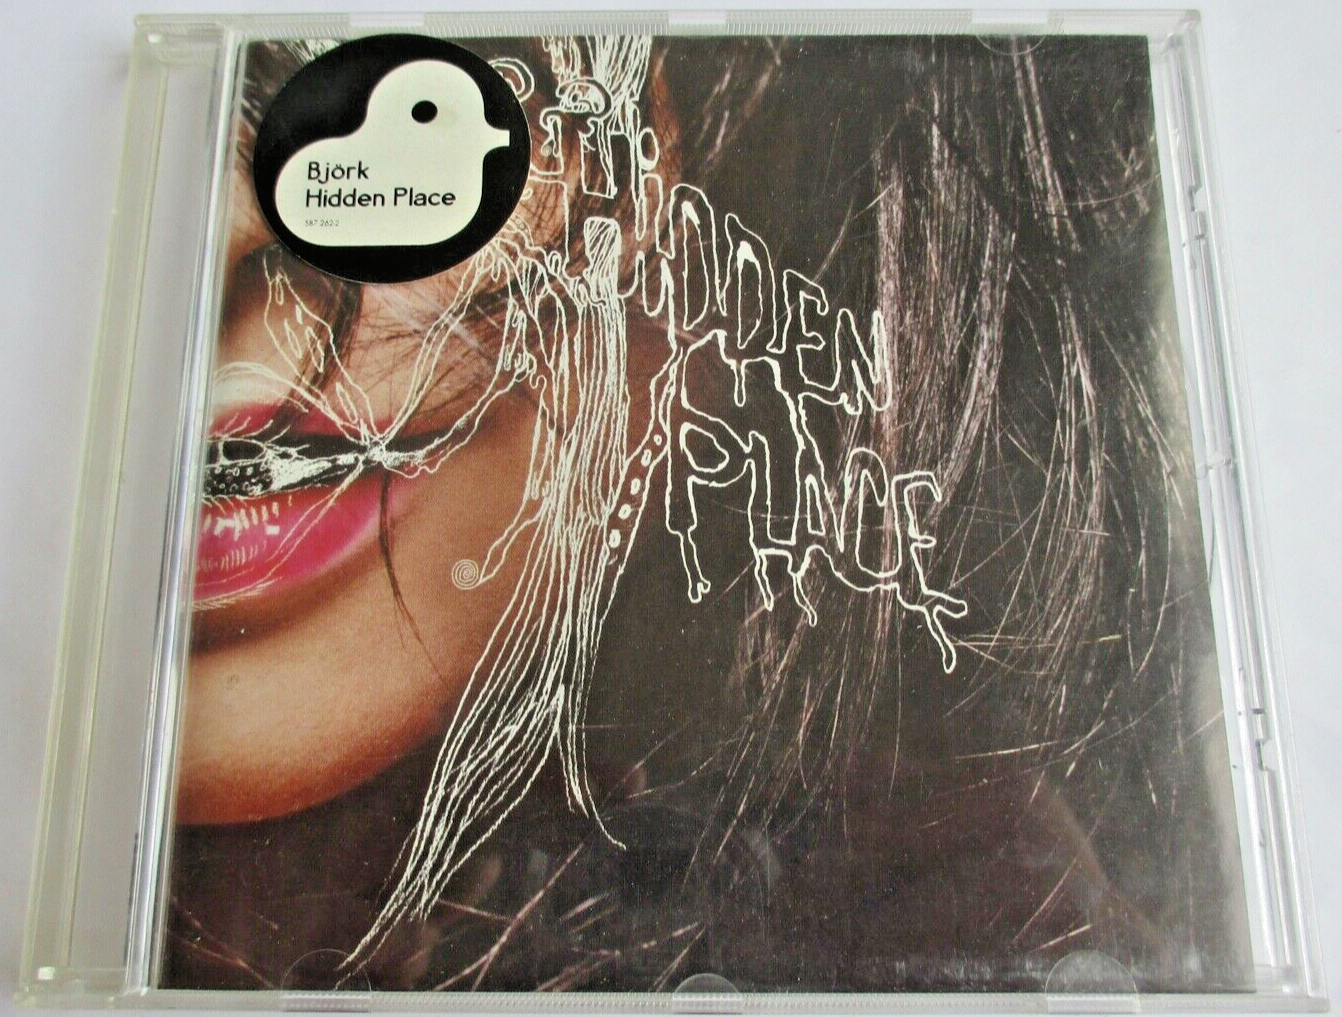 Björk
Hidden Place
587 262-2
HIDDEN
PLACE